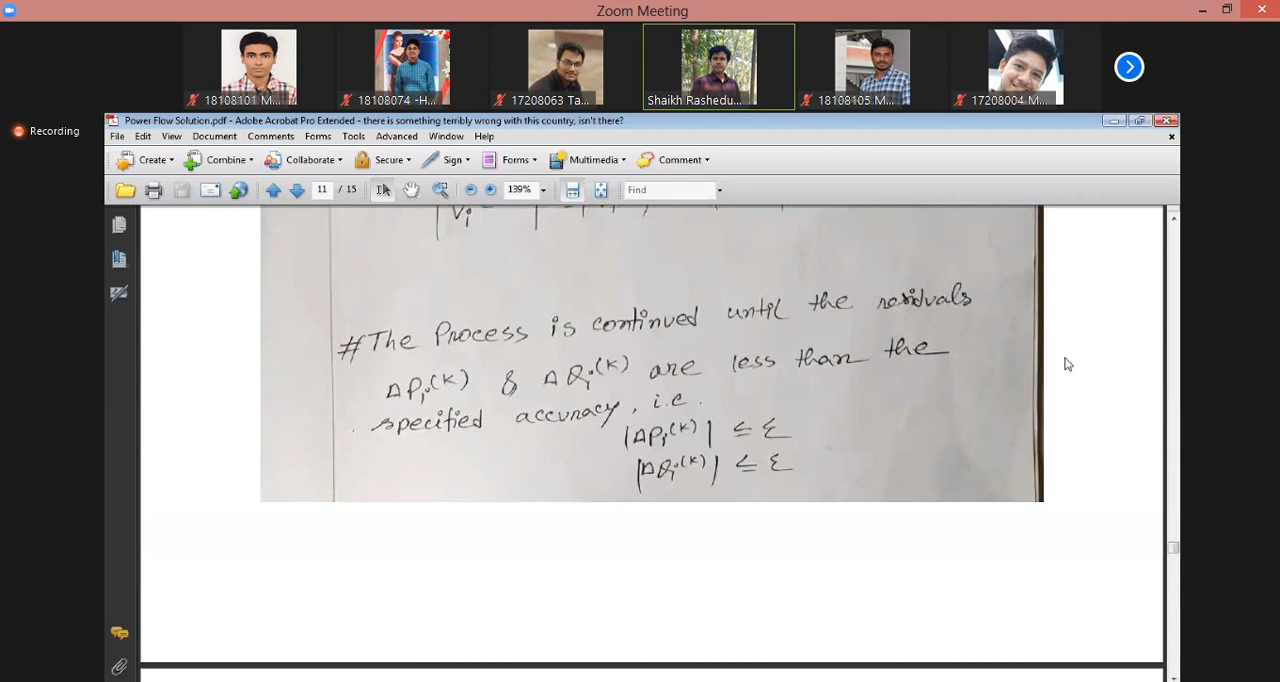 Zoom Meeting
18108101 M...
18108074 -H...
17208063 Ta...
Shaikh Rashedu...
18108105 M...
17208004 M...
Recording
Power Flow Solution.pdf - Adobe Acrobat Pro Extended - there is something terribly wrong with this country, isn't there?
File Edit View Document Comments Forms Tools Advanced Window Help
Create Combine Collaborate Secure Sign Forms Multimedia Comment
11 / 15 139% Find
# The Process is continued until the residuals
ΔPi(K) & ΔQi(K) are less than the
specified accuracy, i.e.
|ΔPi(K)| ≤ Σ
|ΔQi(K)| ≤ Σ